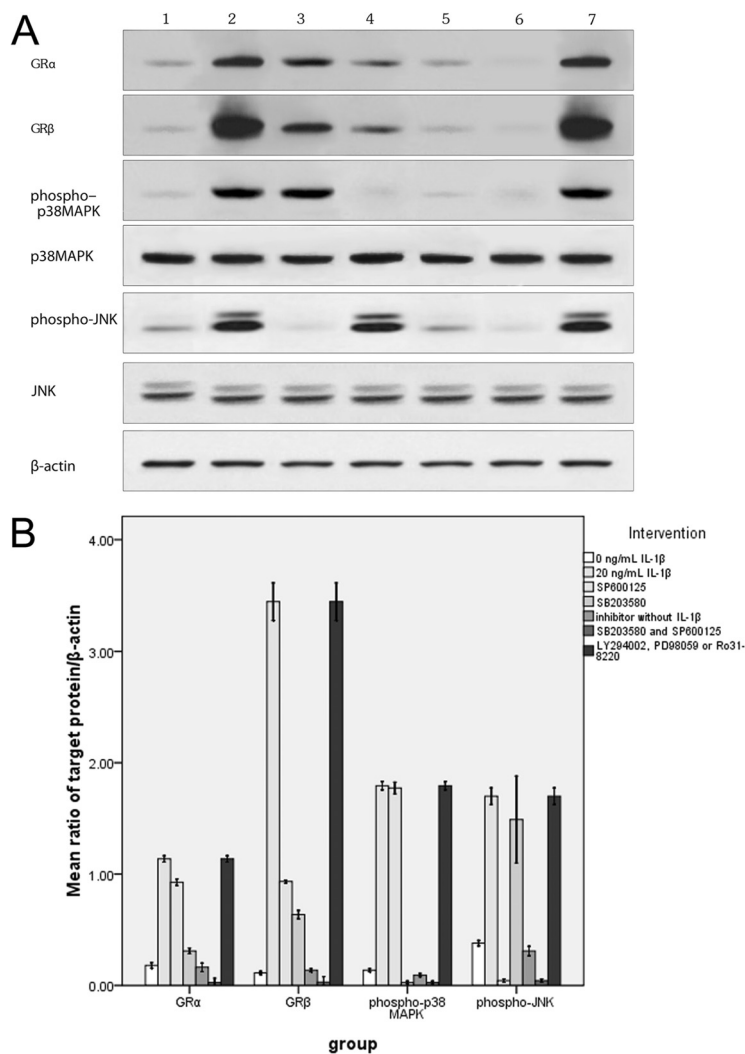 A
1 2 3 4 5 6 7
GRα
GRβ
phospho–
p38MAPK
p38MAPK
phospho-JNK
JNK
β-actin
B
Mean ratio of target protein/β-actin
4.00
3.00
2.00
1.00
0.00
GRα GRβ phospho-p38 MAPK phospho-JNK
group
Intervention
0 ng/mL IL-1β
20 ng/mL IL-1β
SP600125
SB203580
inhibitor without IL-1β
SB203580 and SP600125
LY294002, PD98059 or Ro31-
8220